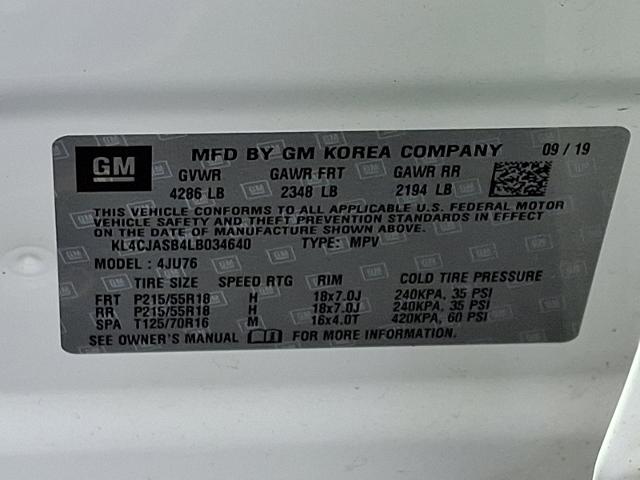 GM MFD BY GM KOREA COMPANY 09 / 19
GVWR GAWR FRT GAWR RR
4286 LB 2348 LB 2194 LB
THIS VEHICLE CONFORMS TO ALL APPLICABLE U.S. FEDERAL MOTOR
VEHICLE SAFETY AND THEFT PREVENTION STANDARDS IN EFFECT
ON THE DATE OF MANUFACTURE SHOWN ABOVE.
KL4CJASB4LB034640 TYPE: MPV
MODEL : 4JU76
TIRE SIZE SPEED RTG RIM COLD TIRE PRESSURE
FRT P215/55R18 H 18x7.0J 240KPA, 35 PSI
RR P215/55R18 H 18x7.0J 240KPA, 35 PSI
SPA T125/70R16 M 16x4.0T 420KPA, 60 PSI
SEE OWNER'S MANUAL FOR MORE INFORMATION.